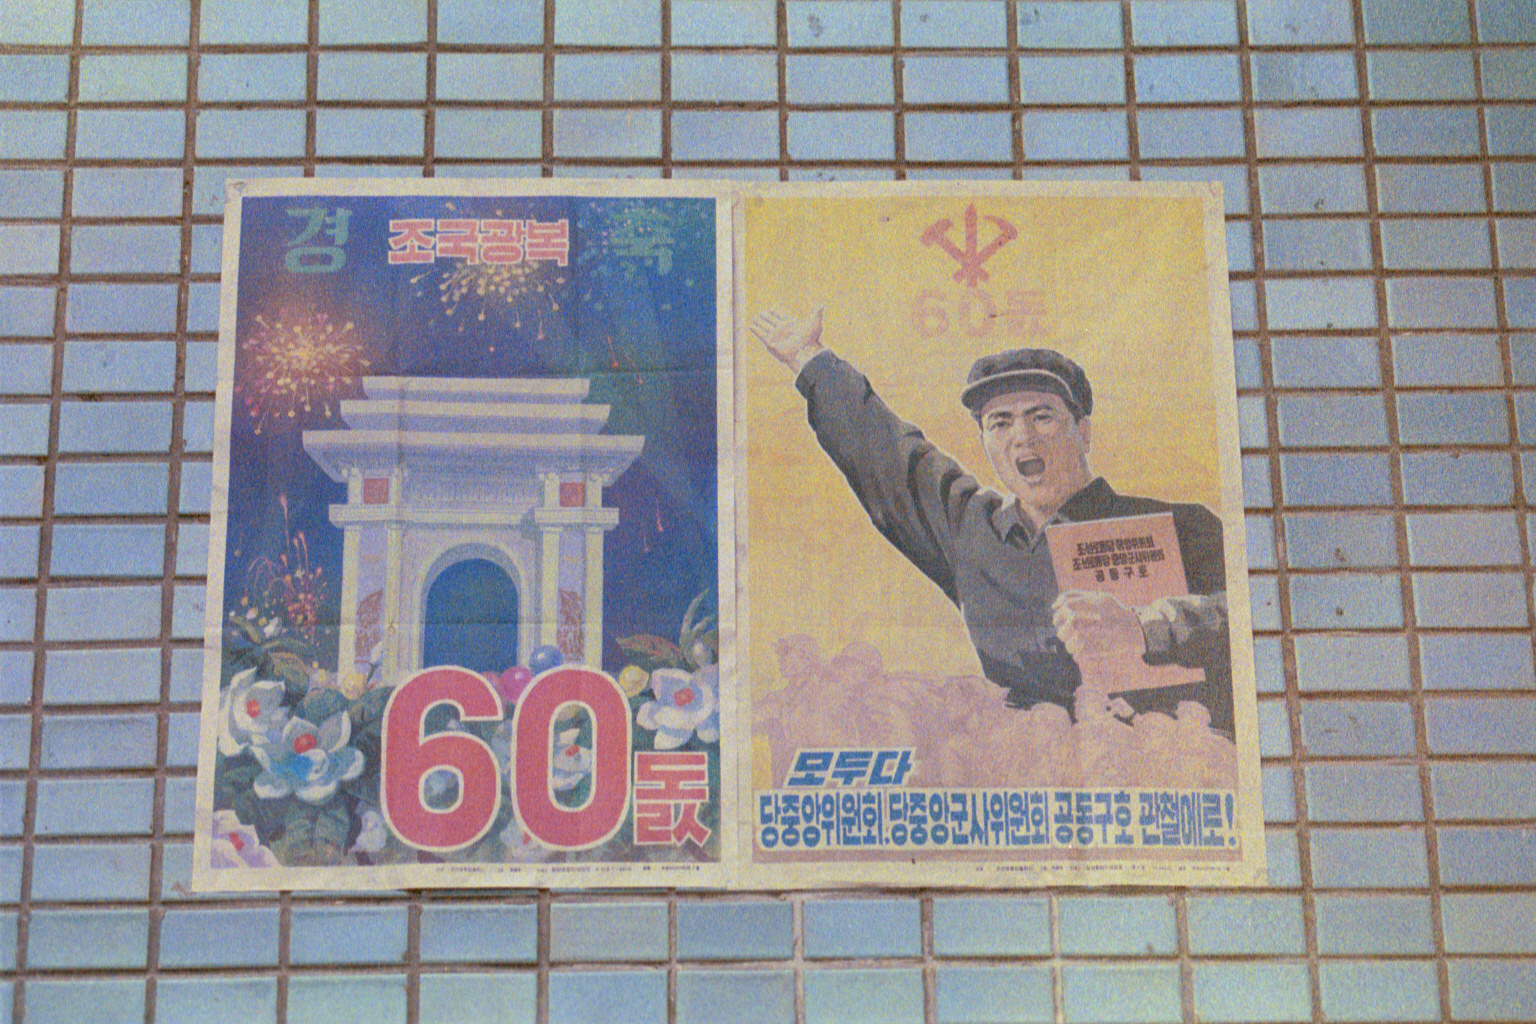 경 조국광복 축
60돐
60돐
조선로동당 중앙위원회
조선로동당 중앙군사위원회
공동구호
모두다
당중앙위원회, 당중앙군사위원회 공동구호 관철에로!